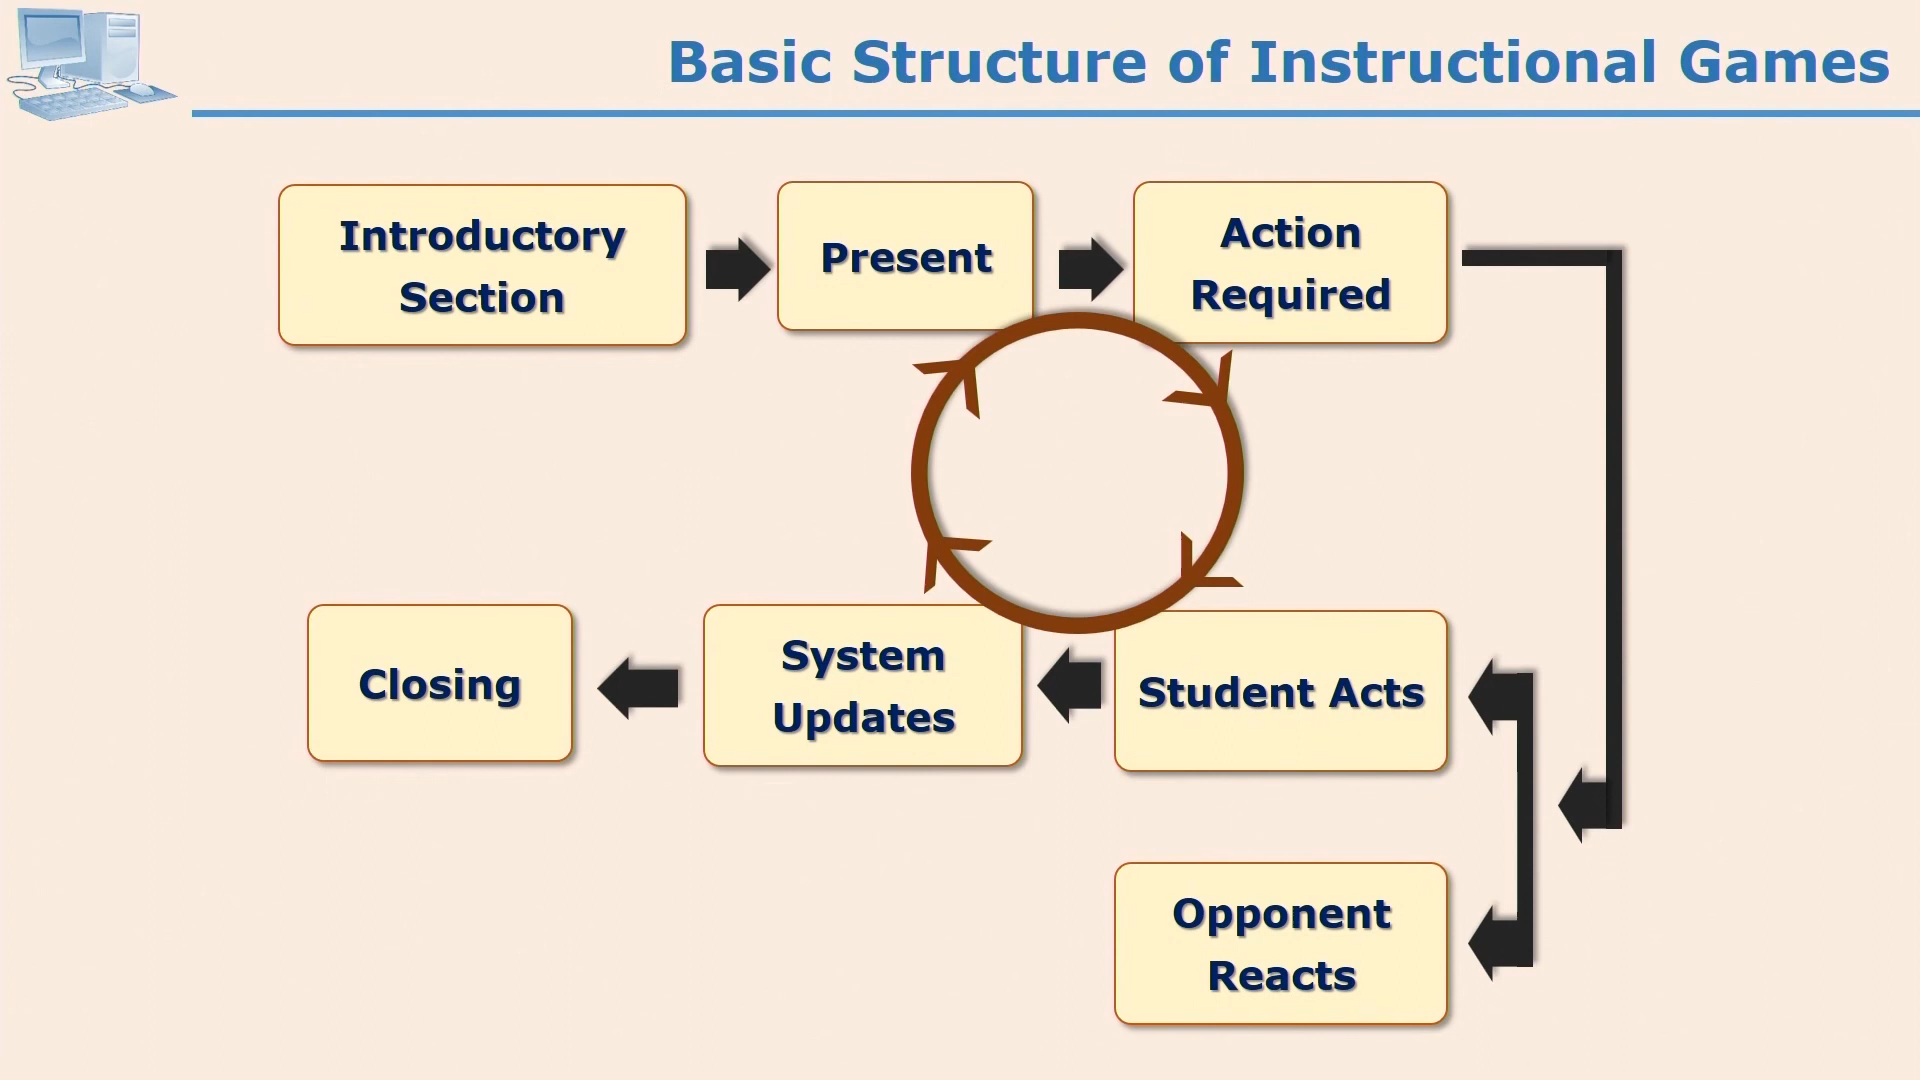 Basic Structure of Instructional Games
Introductory
Section
Present
Action
Required
Closing
System
Updates
Student Acts
Opponent
Reacts